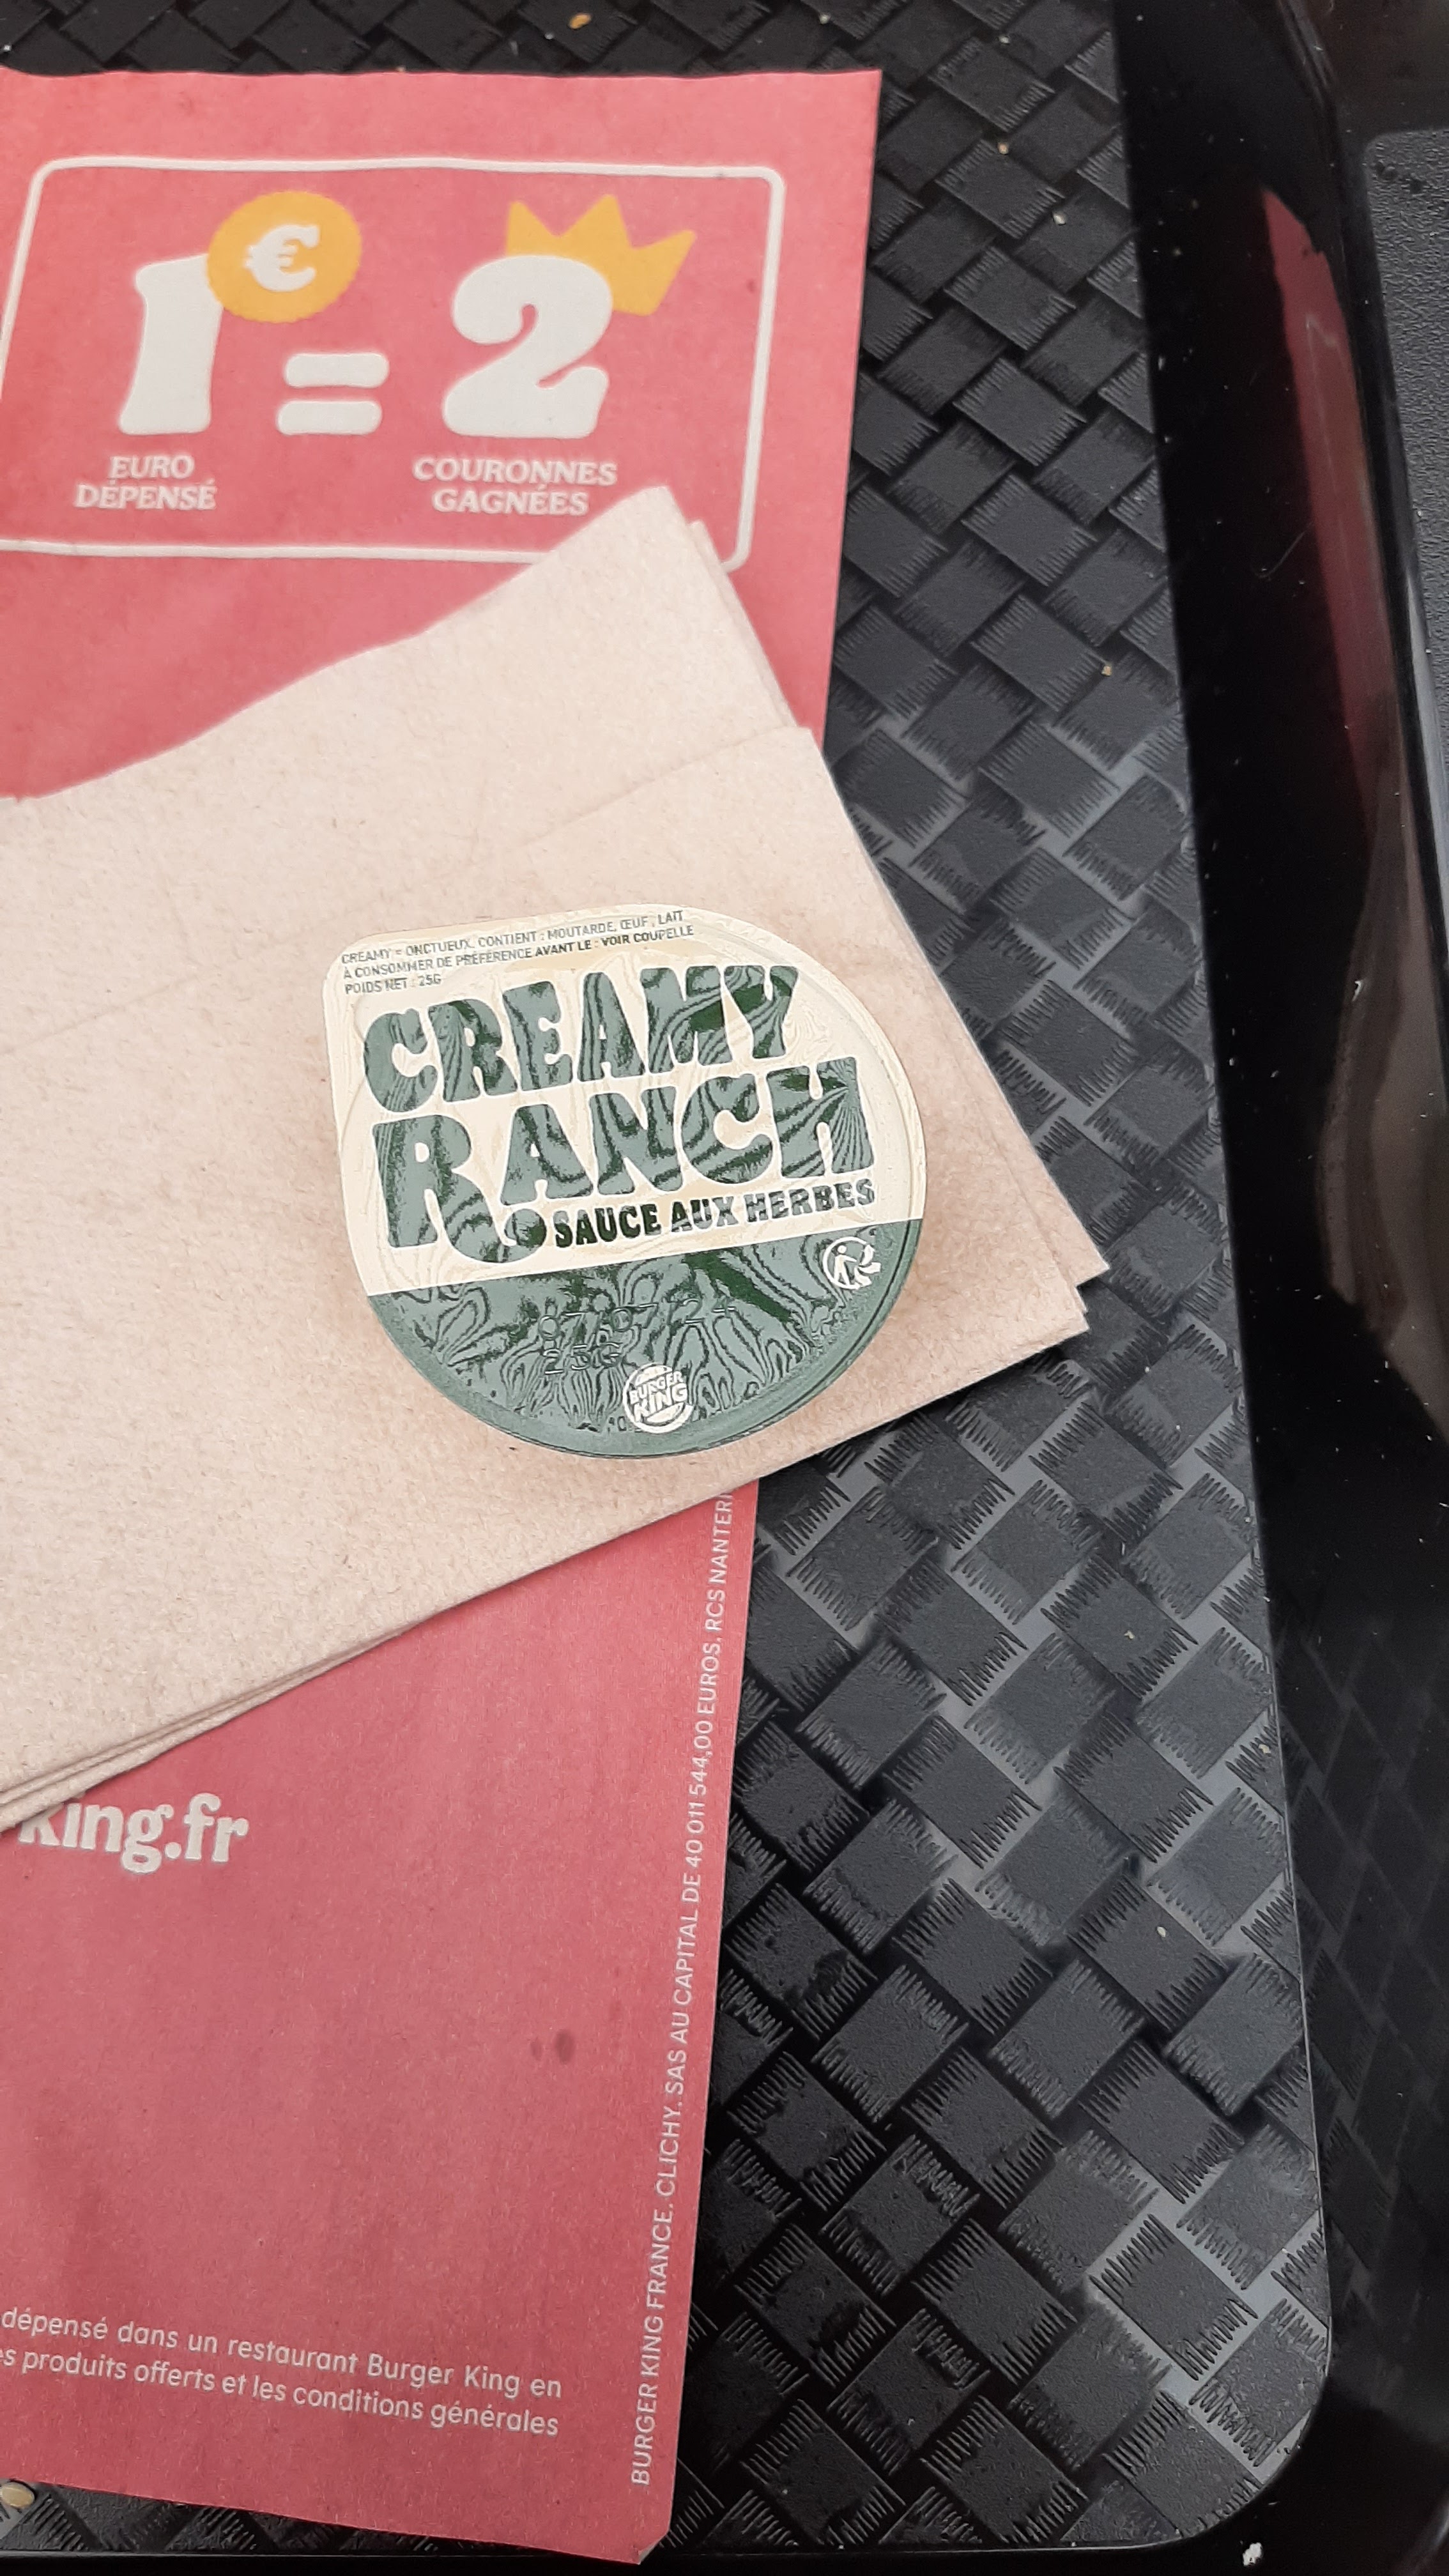 1 € = 2
EURO
DÉPENSÉ
COURONNES
GAGNÉES
CREAMY = ONCTUEUX. CONTIENT : MOUTARDE, ŒUF, LAIT
À CONSOMMER DE PRÉFÉRENCE AVANT LE : VOIR COUPELLE
POIDS NET : 25G
CREAMY
RANCH
SAUCE AUX HERBES
BURGER
KING
king.fr
dépensé dans un restaurant Burger King en
produits offerts et les conditions générales
BURGER KING FRANCE. CLICHY. SAS AU CAPITAL DE 40 011 544,00 EUROS. RCS NANTER